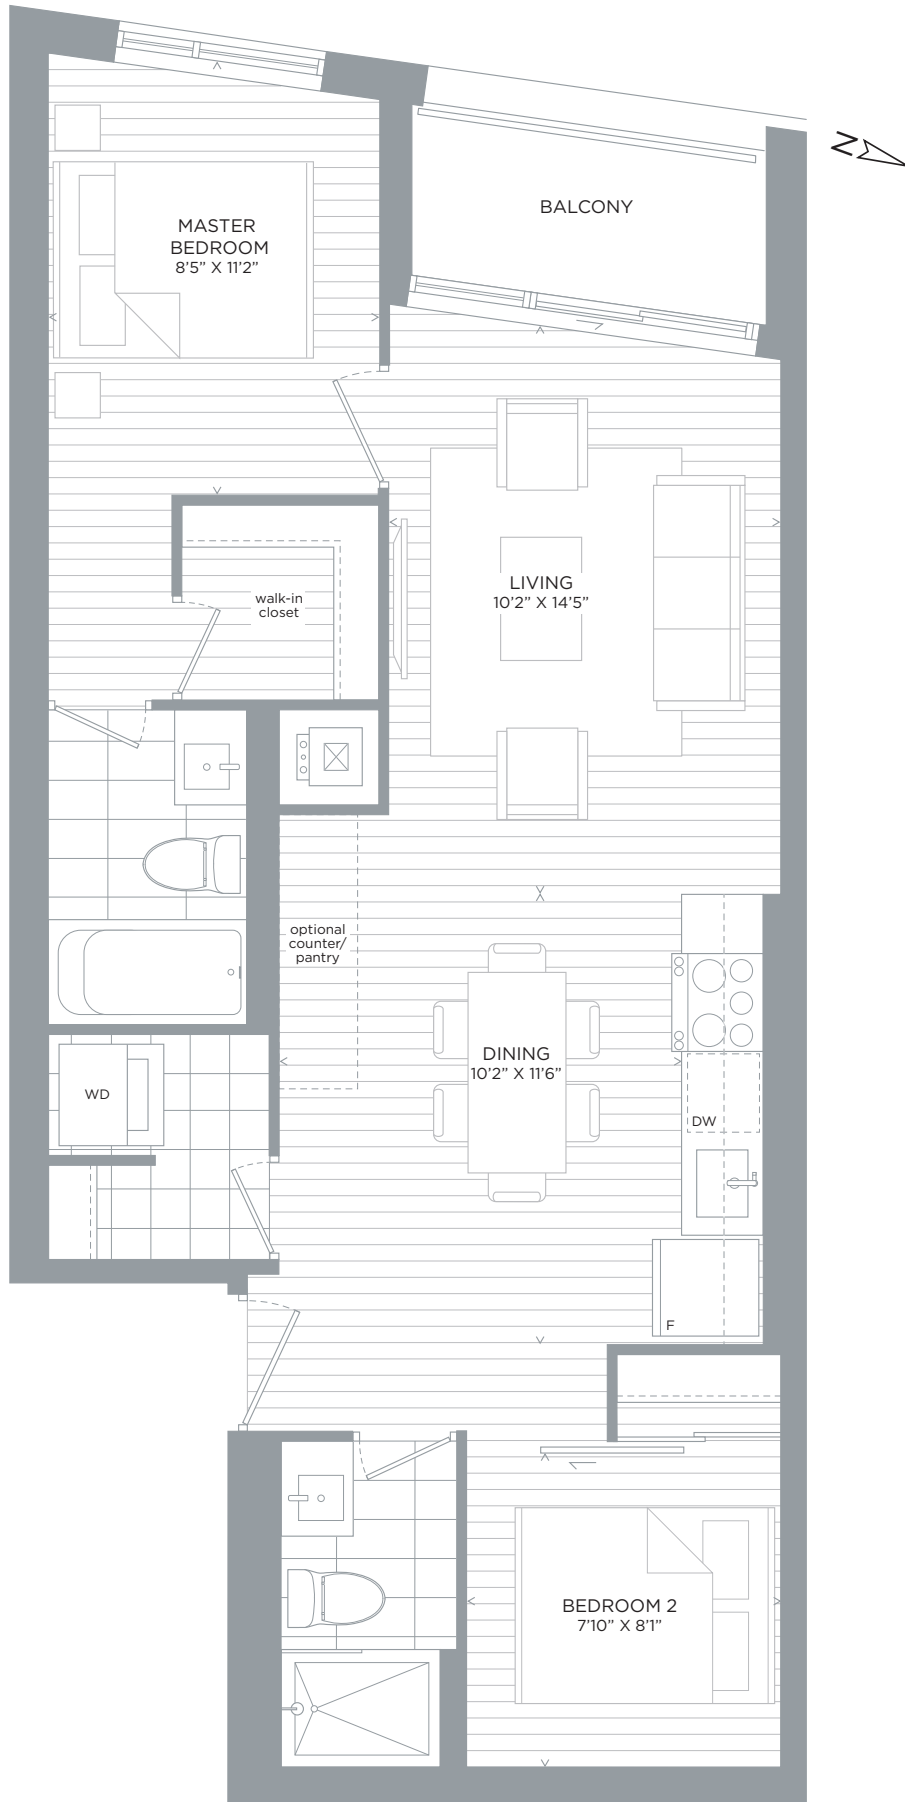 N
BALCONY
MASTER
BEDROOM
8'5" X 11'2"
LIVING
10'2" X 14'5"
walk-in
closet
optional
counter/
pantry
DINING
10'2" X 11'6"
WD
DW
F
BEDROOM 2
7'10" X 8'1"